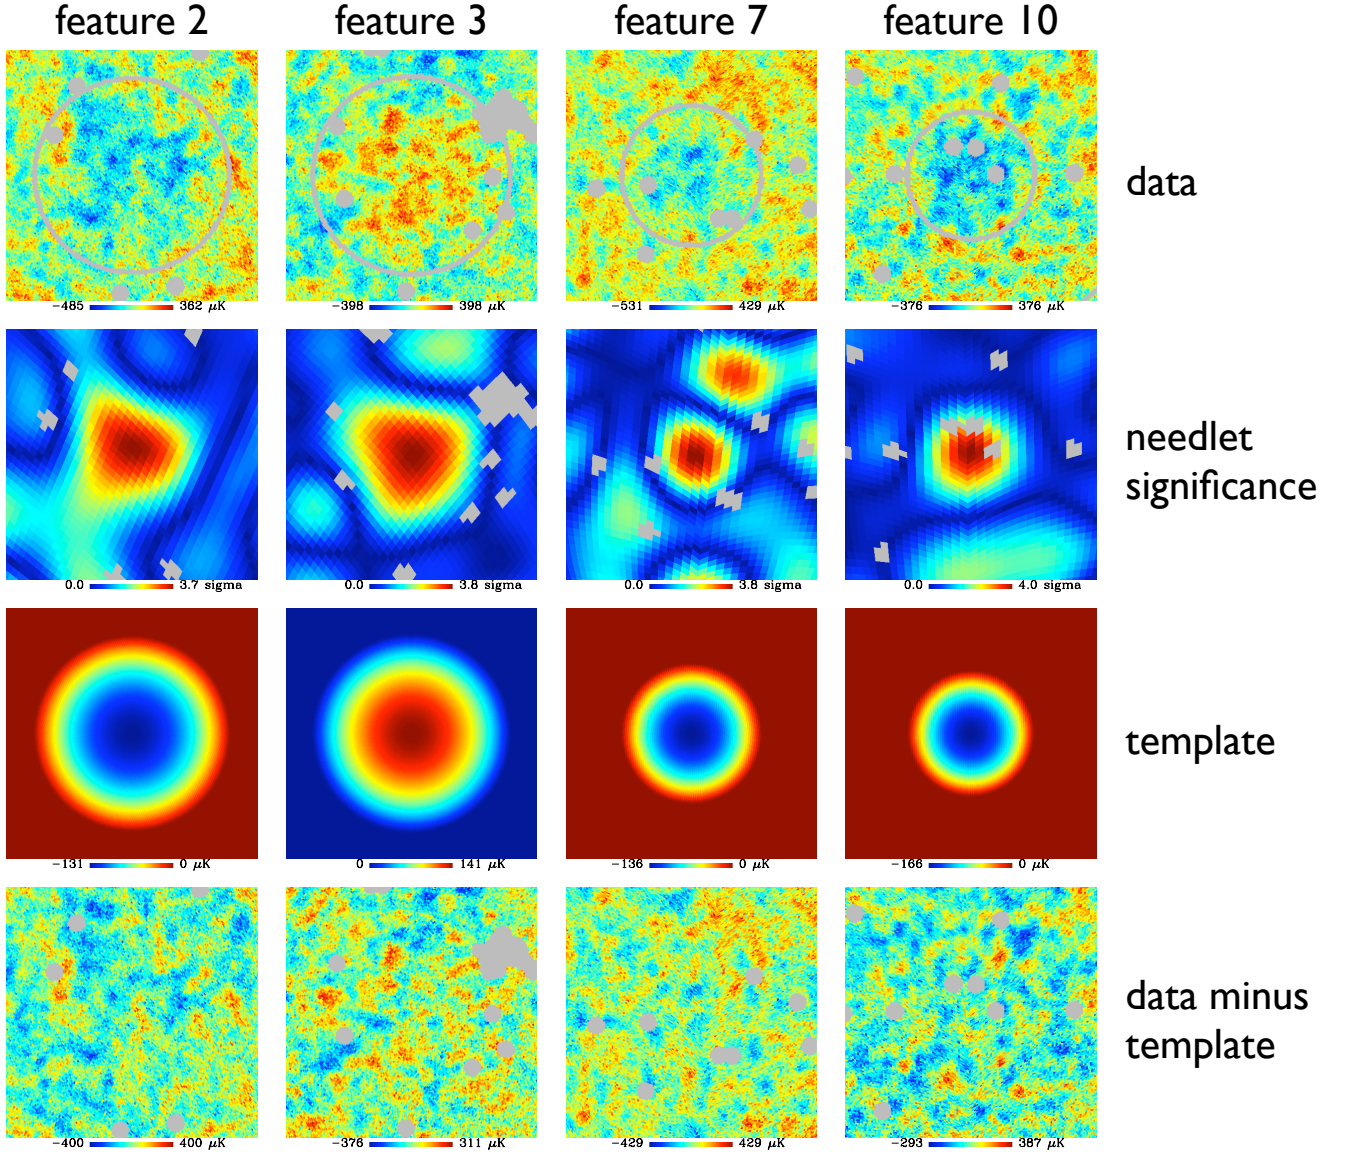 feature 2 feature 3 feature 7 feature 10
data
−485 362 μK −398 398 μK −531 429 μK −376 376 μK
needlet
significance
0.0 3.7 sigma 0.0 3.8 sigma 0.0 3.8 sigma 0.0 4.0 sigma
template
−131 0 μK 0 141 μK −136 0 μK −166 0 μK
data minus
template
−400 400 μK −376 311 μK −429 429 μK −293 387 μK